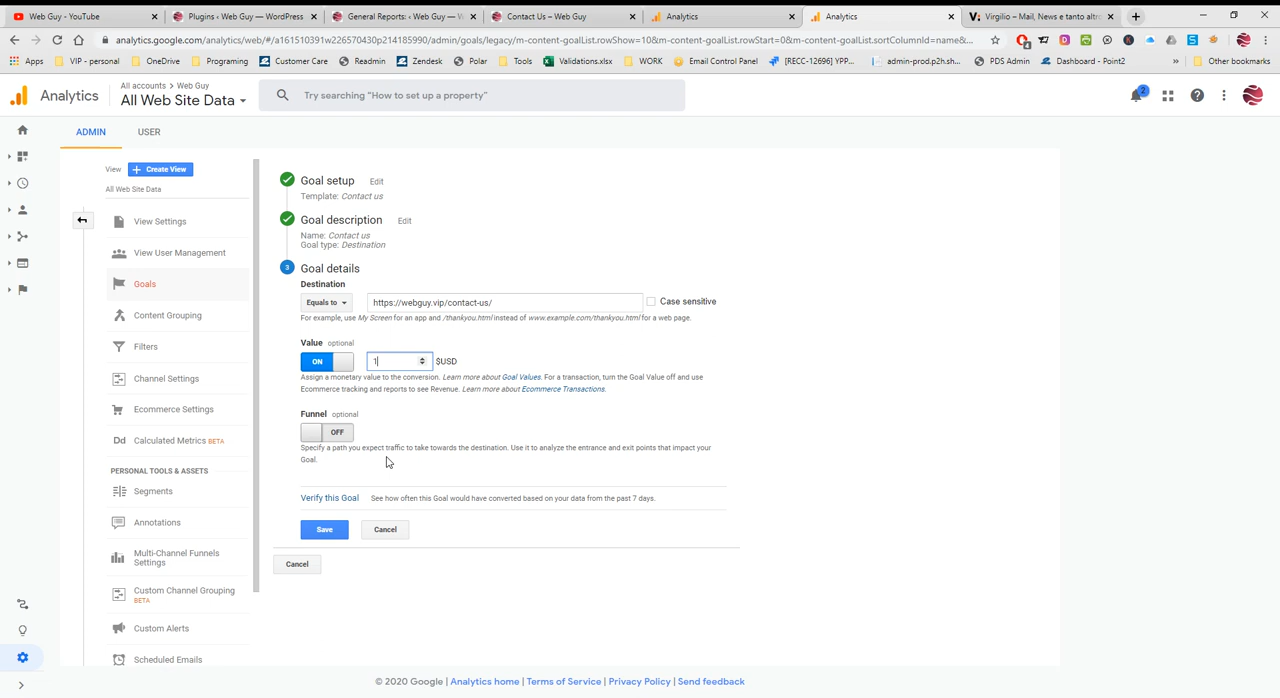 Web Guy - YouTube
Plugins ‹ Web Guy — WordPress
General Reports: ‹ Web Guy — W
Contact Us – Web Guy
Analytics
Analytics
Virgilio – Mail, News e tanto altro
analytics.google.com/analytics/web/#/a161510391w226570430p214185990/admin/goals/legacy/m-content-goalList.rowShow=10&m-content-goalList.rowStart=0&m-content-goalList.sortColumnId=name&...
Apps
VIP - personal
OneDrive
Programing
Customer Care
Readmin
Zendesk
Polar
Tools
Validations.xlsx
WORK
Email Control Panel
[RECC-12696] YPP...
admin-prod.p2h.sh...
PDS Admin
Dashboard - Point2
»
Other bookmarks
Analytics
All accounts > Web Guy
All Web Site Data
Try searching "How to set up a property"
2
ADMIN
USER
View
+ Create View
All Web Site Data
View Settings
View User Management
Goals
Content Grouping
Filters
Channel Settings
Ecommerce Settings
Dd Calculated Metrics BETA
PERSONAL TOOLS & ASSETS
Segments
Annotations
Multi-Channel Funnels
Settings
Custom Channel Grouping
BETA
Custom Alerts
Scheduled Emails
Goal setup Edit
Template: Contact us
Goal description Edit
Name: Contact us
Goal type: Destination
3 Goal details
Destination
Equals to
https://webguy.vip/contact-us/
Case sensitive
For example, use My Screen for an app and /thankyou.html instead of www.example.com/thankyou.html for a web page.
Value optional
ON
1
$USD
Assign a monetary value to the conversion. Learn more about Goal Values. For a transaction, turn the Goal Value off and use
Ecommerce tracking and reports to see Revenue. Learn more about Ecommerce Transactions.
Funnel optional
OFF
Specify a path you expect traffic to take towards the destination. Use it to analyze the entrance and exit points that impact your
Goal.
Verify this Goal See how often this Goal would have converted based on your data from the past 7 days.
Save
Cancel
Cancel
© 2020 Google | Analytics home | Terms of Service | Privacy Policy | Send feedback